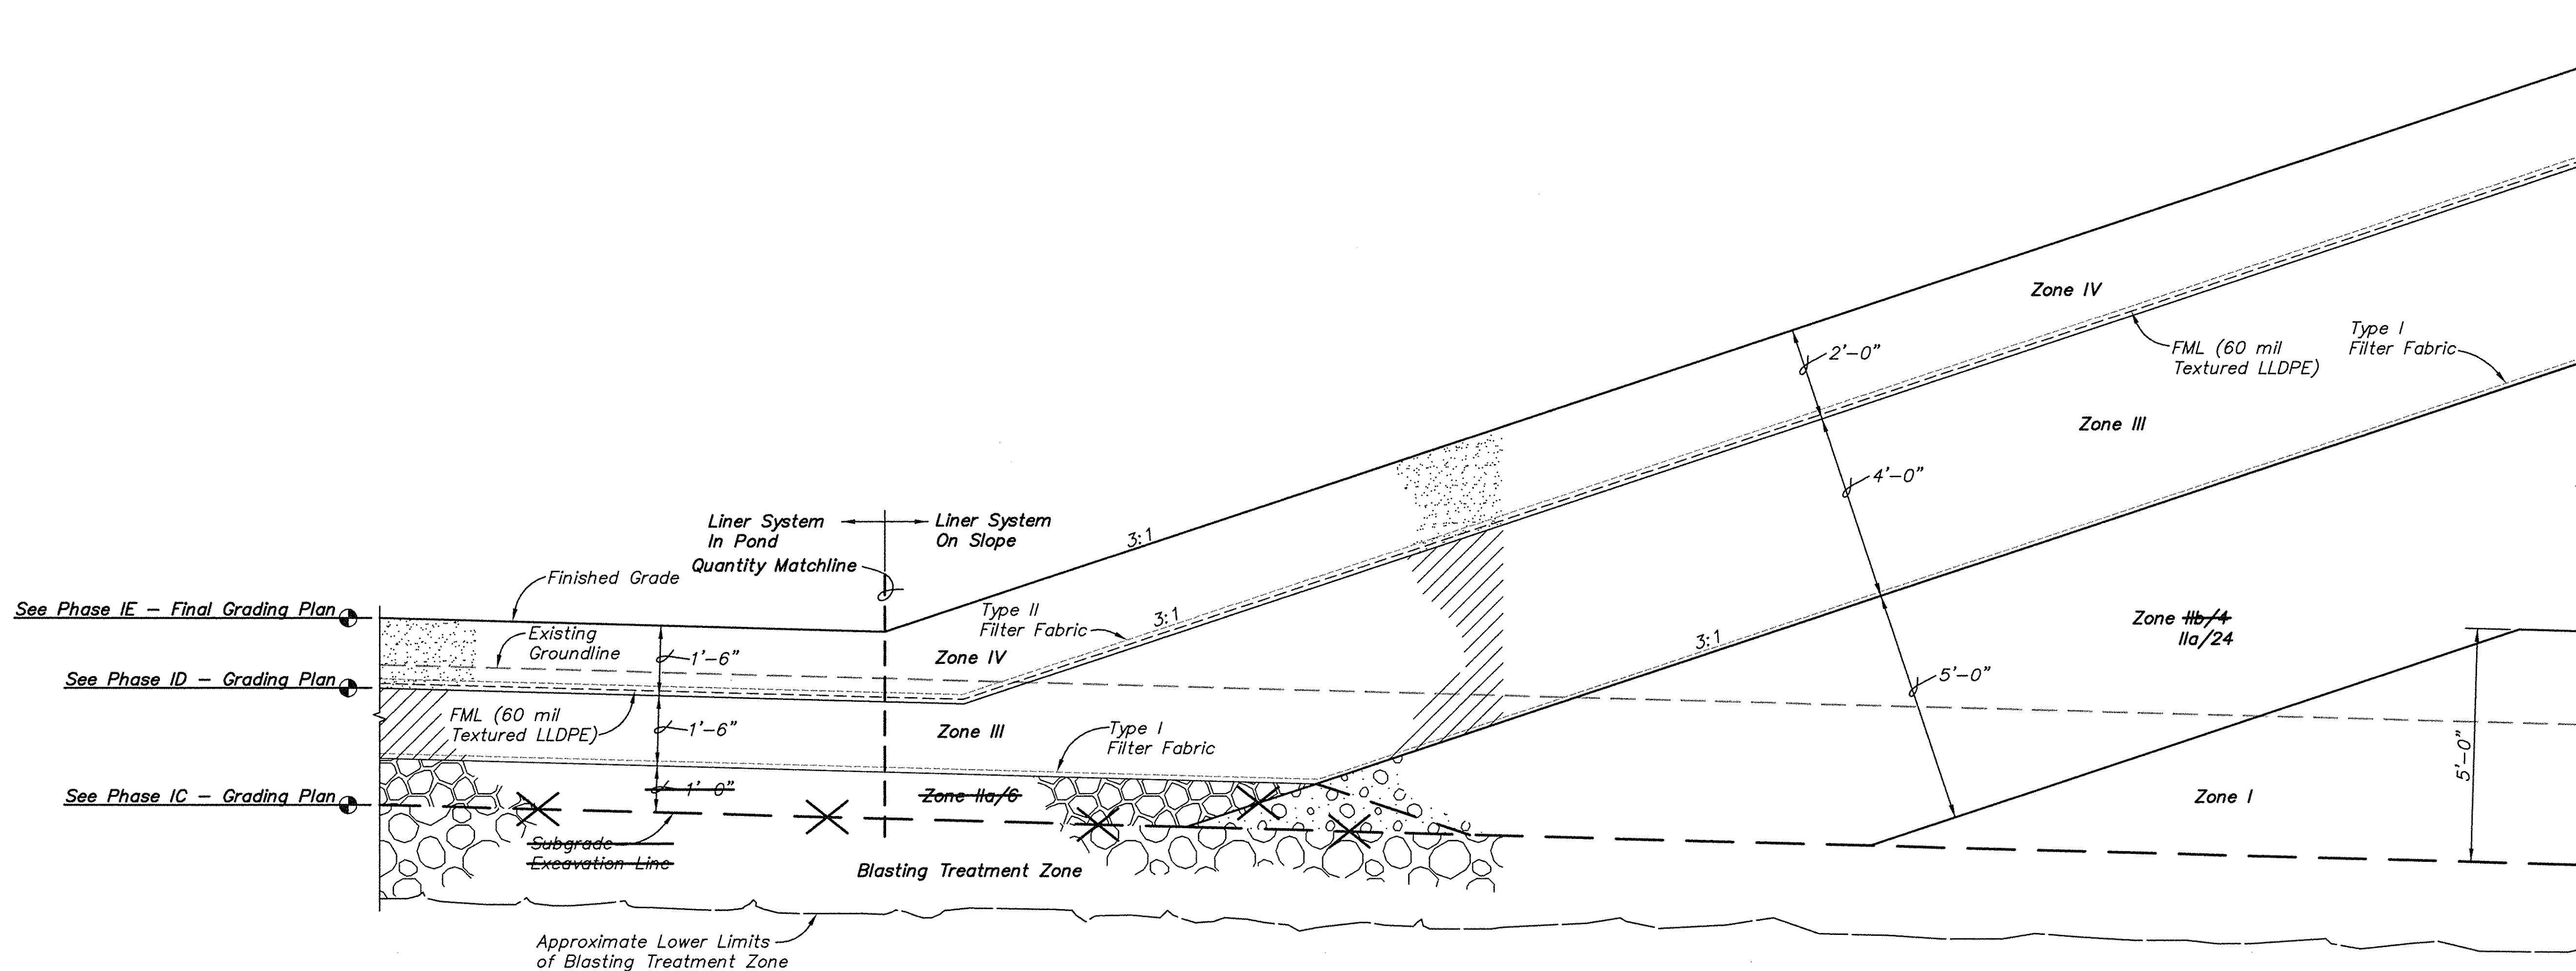 Zone IV
2'-0"
Type I
Filter Fabric
FML (60 mil
Textured LLDPE)
Zone III
4'-0"
Liner System
In Pond
Liner System
On Slope
3:1
Quantity Matchline
Finished Grade
See Phase IE - Final Grading Plan
Type II
Filter Fabric
3:1
Existing
Groundline
1'-6"
Zone IV
Zone IIb/4
IIa/24
3:1
See Phase ID - Grading Plan
5'-0"
FML (60 mil
Textured LLDPE)
1'-6"
Zone III
Type I
Filter Fabric
5'-0"
1'-0"
Zone IIa/6
See Phase IC - Grading Plan
Zone I
Subgrade
Excavation Line
Blasting Treatment Zone
Approximate Lower Limits
of Blasting Treatment Zone